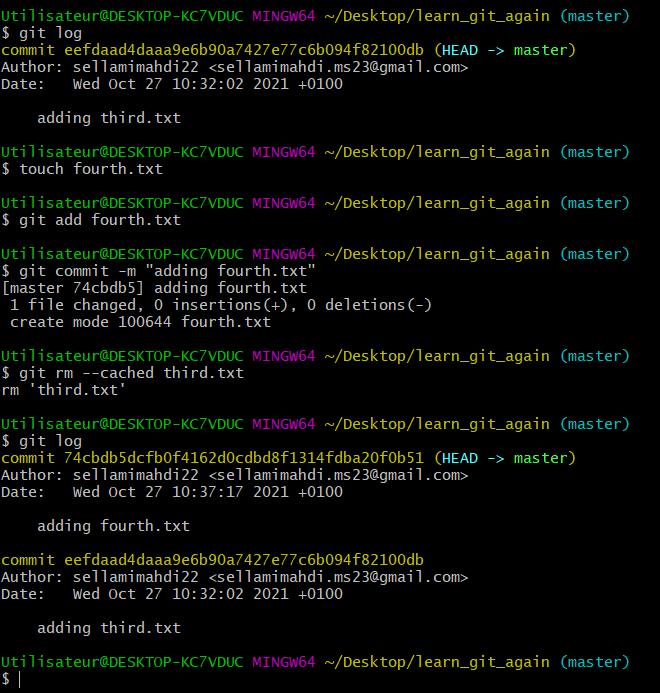 Utilisateur@DESKTOP-KC7VDUC MINGW64 ~/Desktop/learn_git_again (master)
$ git log
commit eefdaad4daaa9e6b90a7427e77c6b094f82100db (HEAD -> master)
Author: sellamimahdi22 <sellamimahdi.ms23@gmail.com>
Date:   Wed Oct 27 10:32:02 2021 +0100

    adding third.txt

Utilisateur@DESKTOP-KC7VDUC MINGW64 ~/Desktop/learn_git_again (master)
$ touch fourth.txt

Utilisateur@DESKTOP-KC7VDUC MINGW64 ~/Desktop/learn_git_again (master)
$ git add fourth.txt

Utilisateur@DESKTOP-KC7VDUC MINGW64 ~/Desktop/learn_git_again (master)
$ git commit -m "adding fourth.txt"
[master 74cbdb5] adding fourth.txt
 1 file changed, 0 insertions(+), 0 deletions(-)
 create mode 100644 fourth.txt

Utilisateur@DESKTOP-KC7VDUC MINGW64 ~/Desktop/learn_git_again (master)
$ git rm --cached third.txt
rm 'third.txt'

Utilisateur@DESKTOP-KC7VDUC MINGW64 ~/Desktop/learn_git_again (master)
$ git log
commit 74cbdb5dcfb0f4162d0cdbd8f1314fdba20f0b51 (HEAD -> master)
Author: sellamimahdi22 <sellamimahdi.ms23@gmail.com>
Date:   Wed Oct 27 10:37:17 2021 +0100

    adding fourth.txt

commit eefdaad4daaa9e6b90a7427e77c6b094f82100db
Author: sellamimahdi22 <sellamimahdi.ms23@gmail.com>
Date:   Wed Oct 27 10:32:02 2021 +0100

    adding third.txt

Utilisateur@DESKTOP-KC7VDUC MINGW64 ~/Desktop/learn_git_again (master)
$